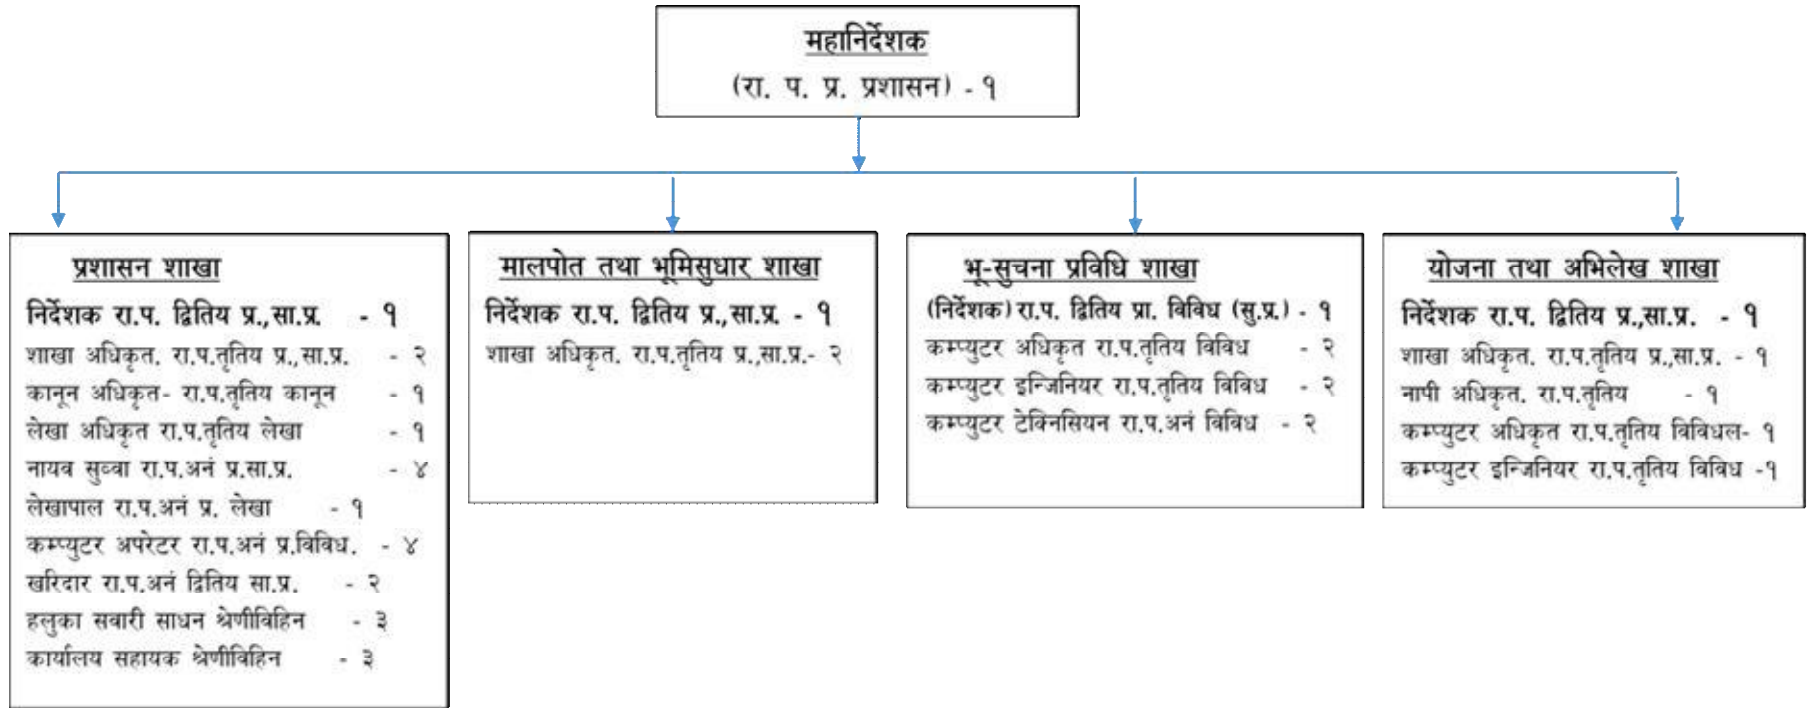 महानिर्देशक
(रा. प. प्र. प्रशासन) - १
प्रशासन शाखा
निर्देशक रा.प. द्वितिय प्र.,सा.प्र. - १
शाखा अधिकृत. रा.प.तृतिय प्र.,सा.प्र. - २
कानून अधिकृत- रा.प.तृतिय कानून - १
लेखा अधिकृत रा.प.तृतिय लेखा - १
नायव सुव्वा रा.प.अनं प्र.सा.प्र. - ४
लेखापाल रा.प.अनं प्र. लेखा - १
कम्प्युटर अपरेटर रा.प.अनं प्र.विविध. - ४
खरिदार रा.प.अनं द्वितिय सा.प्र. - २
हलुका सवारी साधन श्रेणीविहिन - ३
कार्यालय सहायक श्रेणीविहिन - ३
मालपोत तथा भूमिसुधार शाखा
निर्देशक रा.प. द्वितिय प्र.,सा.प्र. - १
शाखा अधिकृत. रा.प.तृतिय प्र.,सा.प्र.- २
भू-सुचना प्रविधि शाखा
(निर्देशक) रा.प. द्वितिय प्रा. विविध (सु.प्र.) - १
कम्प्युटर अधिकृत रा.प.तृतिय विविध - २
कम्प्युटर इन्जिनियर रा.प.तृतिय विविध - २
कम्प्युटर टेक्निसियन रा.प.अनं विविध - २
योजना तथा अभिलेख शाखा
निर्देशक रा.प. द्वितिय प्र.,सा.प्र. - १
शाखा अधिकृत. रा.प.तृतिय प्र.,सा.प्र. - १
नापी अधिकृत. रा.प.तृतिय - १
कम्प्युटर अधिकृत रा.प.तृतिय विविधल- १
कम्प्युटर इन्जिनियर रा.प.तृतिय विविध -१